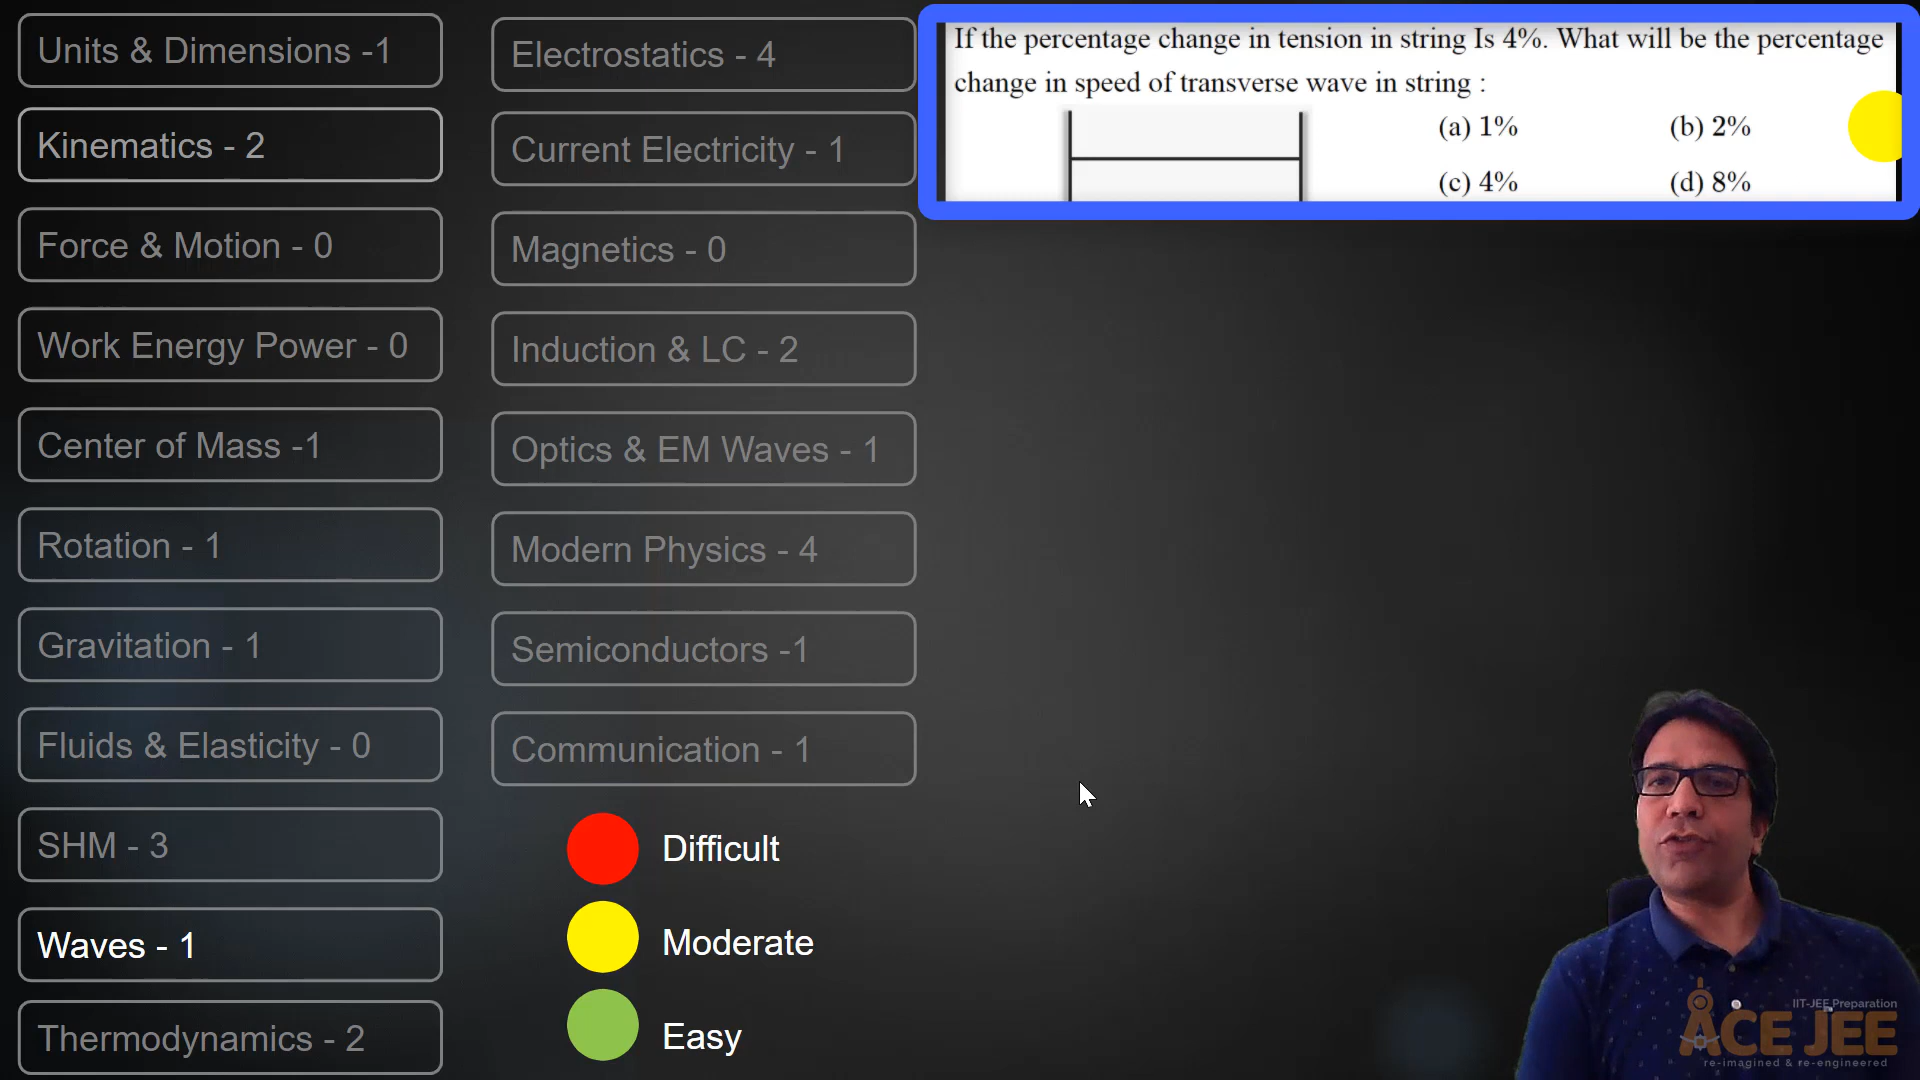 Units & Dimensions -1
Kinematics - 2
Force & Motion - 0
Work Energy Power - 0
Center of Mass -1
Rotation - 1
Gravitation - 1
Fluids & Elasticity - 0
SHM - 3
Waves - 1
Thermodynamics - 2
Electrostatics - 4
Current Electricity - 1
Magnetics - 0
Induction & LC - 2
Optics & EM Waves - 1
Modern Physics - 4
Semiconductors -1
Communication - 1
Difficult
Moderate
Easy
If the percentage change in tension in string Is 4%. What will be the percentage
change in speed of transverse wave in string :
(a) 1% (b) 2%
(c) 4% (d) 8%
IIT-JEE Preparation
ACE JEE
re-imagined & re-engineered